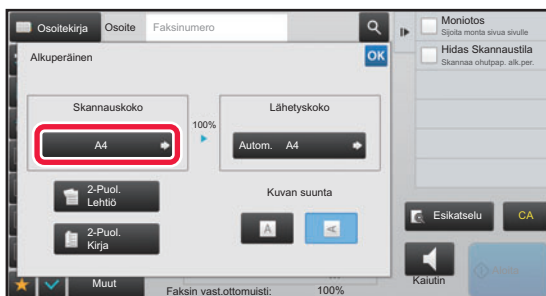 Osoitekirja
Osoite
Faksinumero
Moniotos
Sijoita monta sivua sivulle
Hidas Skannaustila
Skannaa ohutpap. alk.per.
Alkuperäinen
OK
Skannauskoko
100%
Lähetyskoko
A4
Autom. A4
2-Puol.
Lehtiö
Kuvan suunta
2-Puol.
Kirja
A
A
Esikatselu
CA
Muut
Faksin vast.ottomuisti: 100%
Kaiutin
Aloita